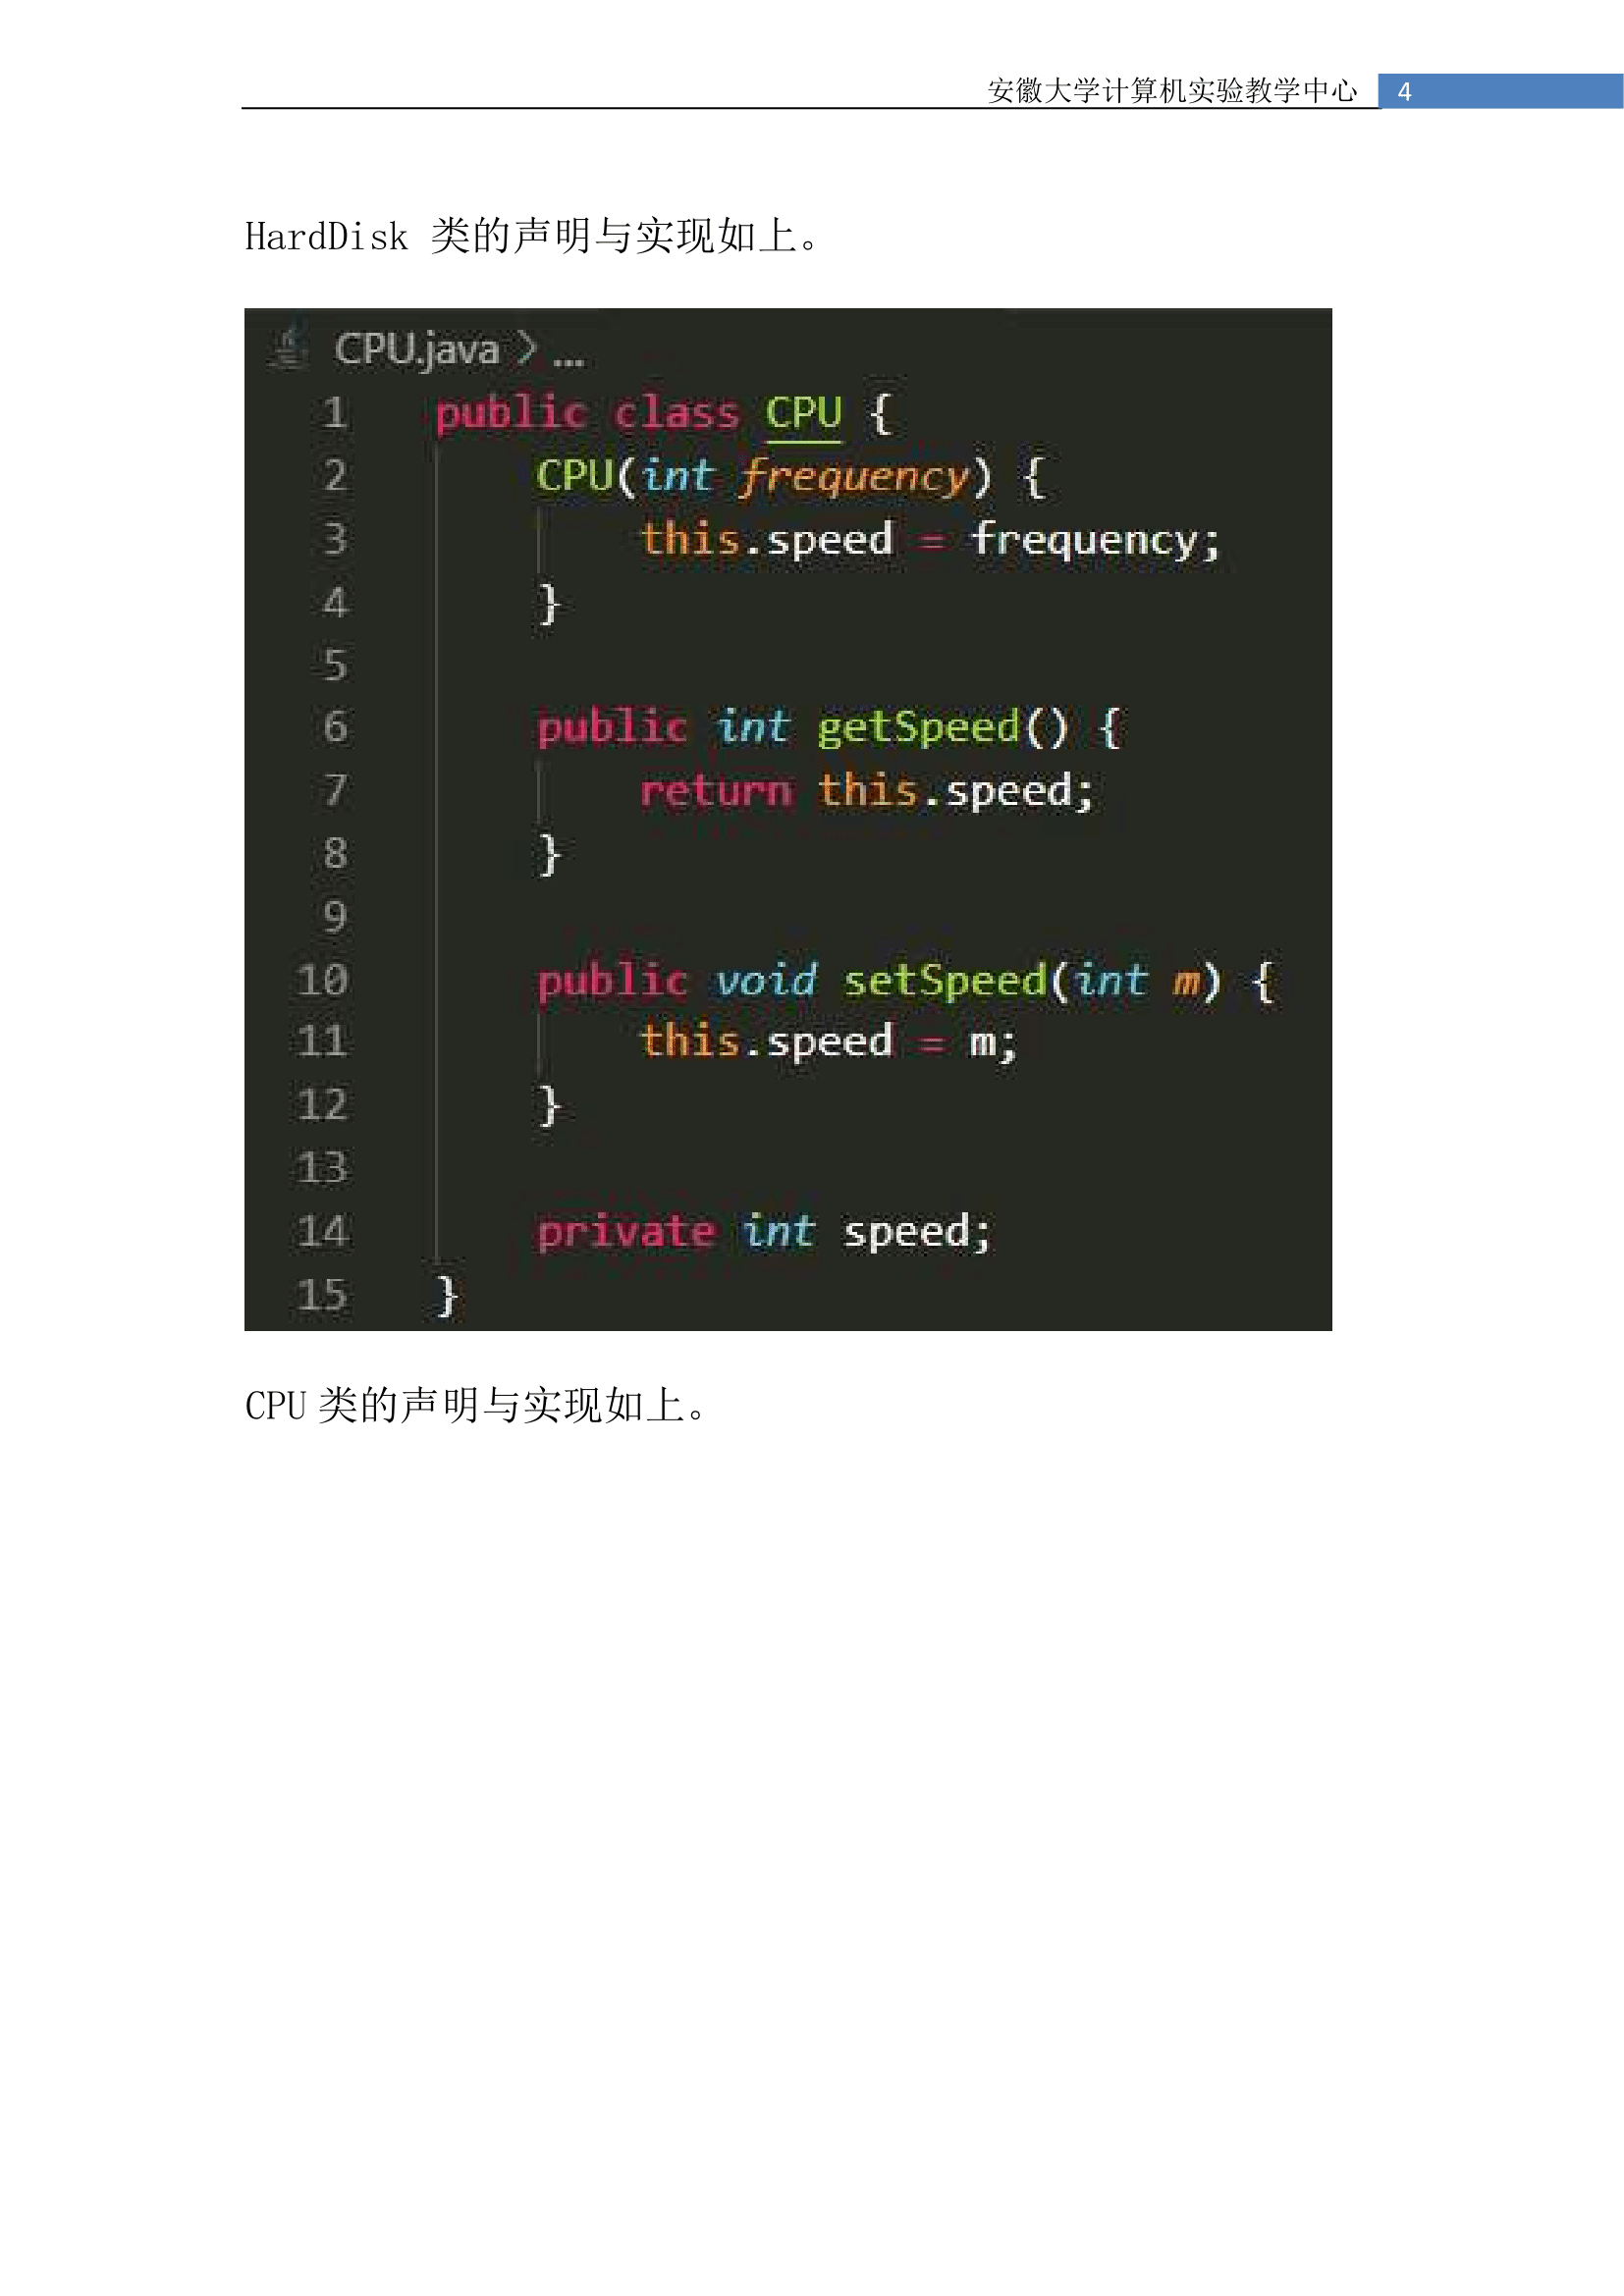 安徽大学计算机实验教学中心 4
HardDisk 类的声明与实现如上。
CPU.java > ...
1 public class CPU {
2     CPU(int frequency) {
3         this.speed = frequency;
4     }
5
6     public int getSpeed() {
7         return this.speed;
8     }
9
10     public void setSpeed(int m) {
11         this.speed = m;
12     }
13
14     private int speed;
15 }
CPU 类的声明与实现如上。